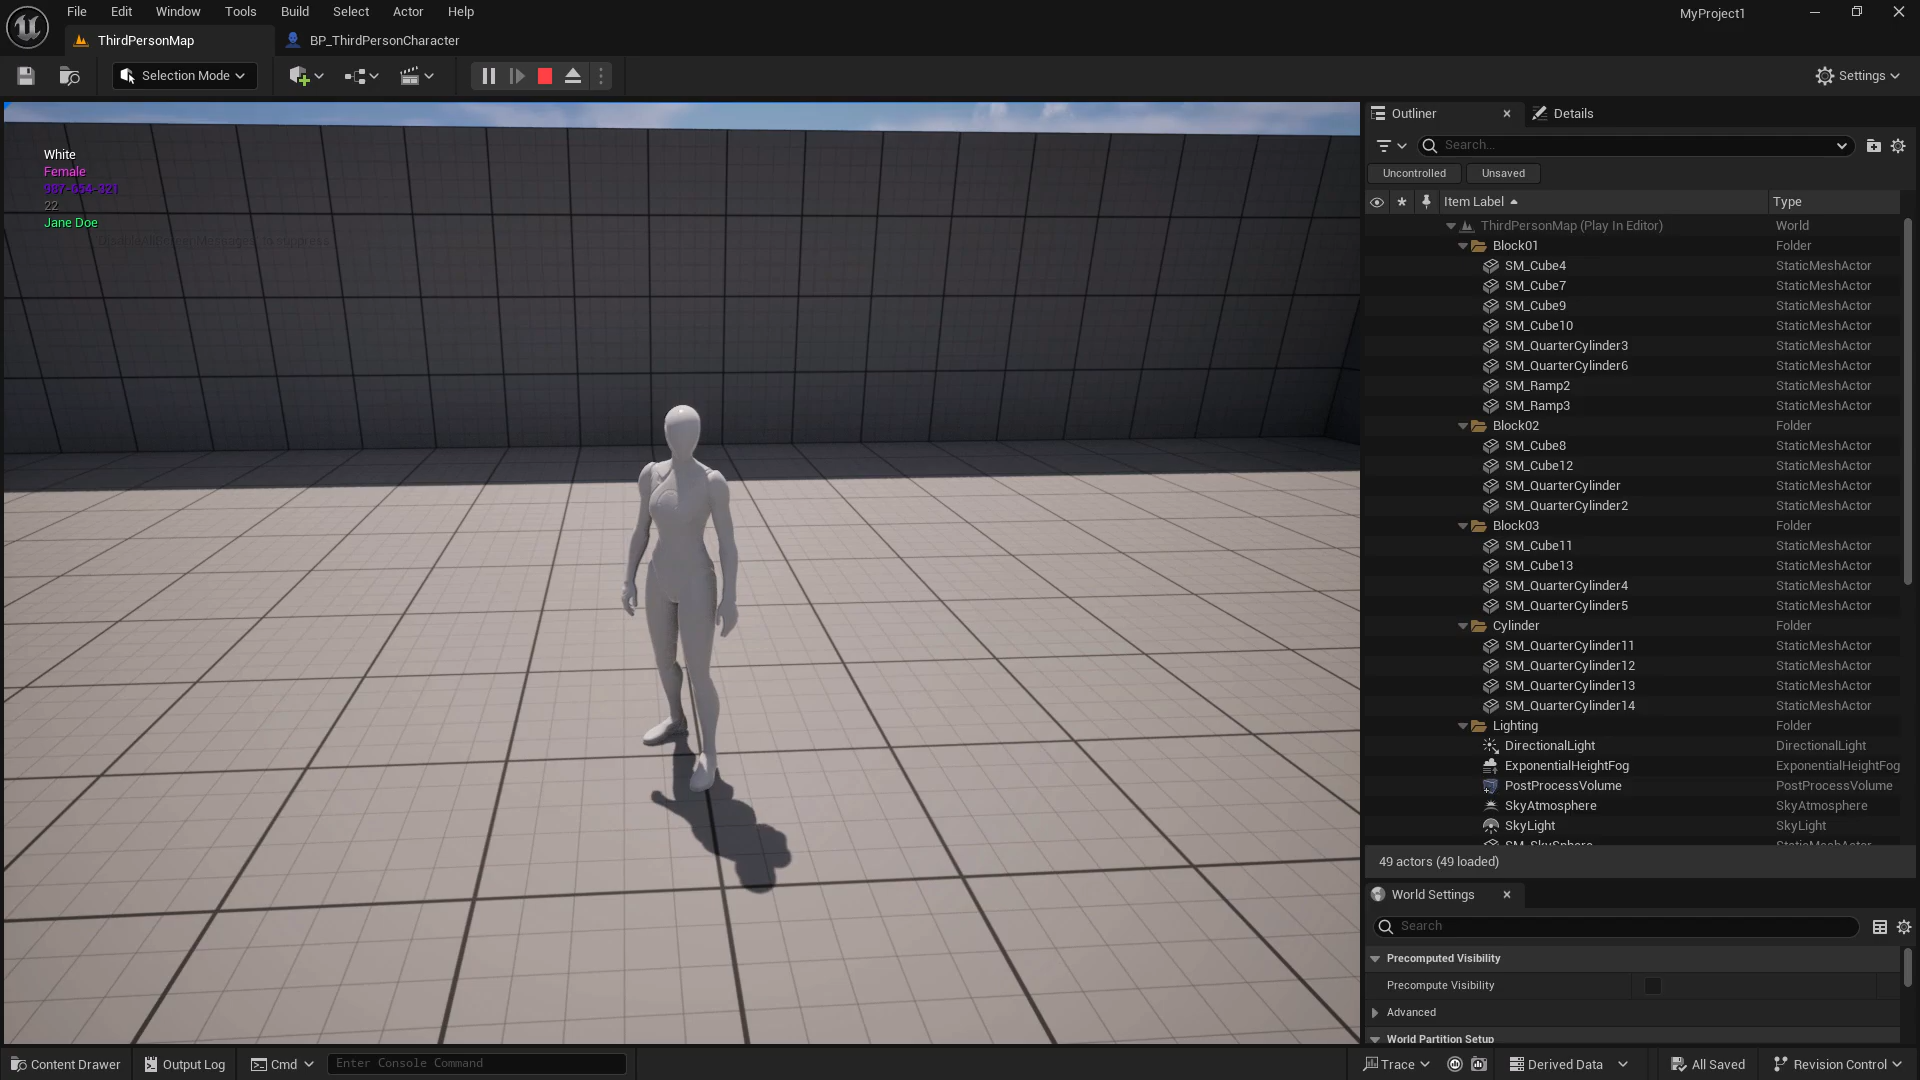 File Edit Window Tools Build Select Actor Help
MyProject1
ThirdPersonMap
BP_ThirdPersonCharacter
Selection Mode
Settings
White
Female
987-654-321
22
Jane Doe
Outliner
Details
Search...
Uncontrolled
Unsaved
Item Label
Type
ThirdPersonMap (Play In Editor) World
Block01 Folder
SM_Cube4 StaticMeshActor
SM_Cube7 StaticMeshActor
SM_Cube9 StaticMeshActor
SM_Cube10 StaticMeshActor
SM_QuarterCylinder3 StaticMeshActor
SM_QuarterCylinder6 StaticMeshActor
SM_Ramp2 StaticMeshActor
SM_Ramp3 StaticMeshActor
Block02 Folder
SM_Cube8 StaticMeshActor
SM_Cube12 StaticMeshActor
SM_QuarterCylinder StaticMeshActor
SM_QuarterCylinder2 StaticMeshActor
Block03 Folder
SM_Cube11 StaticMeshActor
SM_Cube13 StaticMeshActor
SM_QuarterCylinder4 StaticMeshActor
SM_QuarterCylinder5 StaticMeshActor
Cylinder Folder
SM_QuarterCylinder11 StaticMeshActor
SM_QuarterCylinder12 StaticMeshActor
SM_QuarterCylinder13 StaticMeshActor
SM_QuarterCylinder14 StaticMeshActor
Lighting Folder
DirectionalLight DirectionalLight
ExponentialHeightFog ExponentialHeightFog
PostProcessVolume PostProcessVolume
SkyAtmosphere SkyAtmosphere
SkyLight SkyLight
SM_SkySphere StaticMeshActor
49 actors (49 loaded)
World Settings
Search
Precomputed Visibility
Precompute Visibility
Advanced
World Partition Setup
Content Drawer
Output Log
Cmd
Enter Console Command
Trace
Derived Data
All Saved
Revision Control